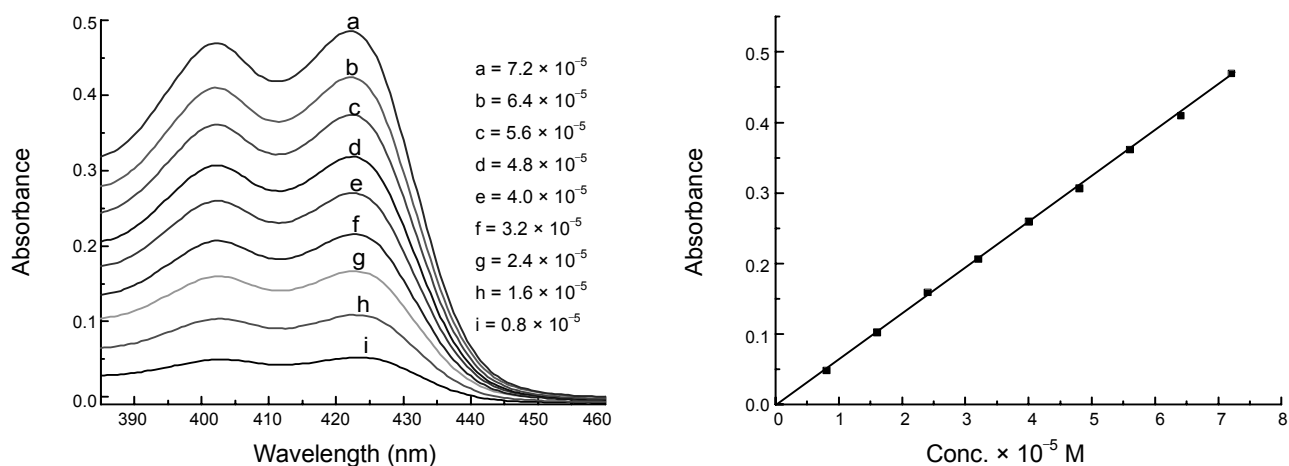 0.5
0.4
0.3
0.2
0.1
0.0
Absorbance
a
b
c
d
e
f
g
h
i
a = 7.2 × 10⁻⁵
b = 6.4 × 10⁻⁵
c = 5.6 × 10⁻⁵
d = 4.8 × 10⁻⁵
e = 4.0 × 10⁻⁵
f = 3.2 × 10⁻⁵
g = 2.4 × 10⁻⁵
h = 1.6 × 10⁻⁵
i = 0.8 × 10⁻⁵
390 400 410 420 430 440 450 460
Wavelength (nm)
0.5
0.4
0.3
0.2
0.1
0.0
Absorbance
0 1 2 3 4 5 6 7 8
Conc. × 10⁻⁵ M